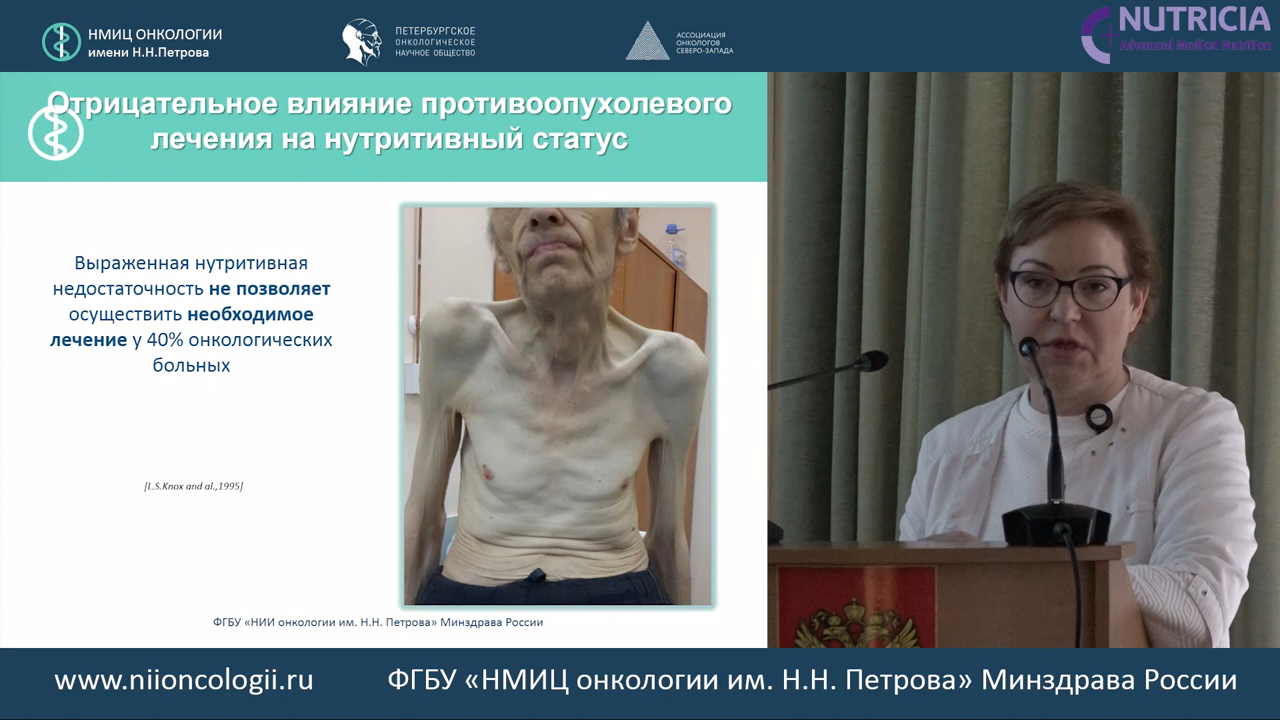 НМИЦ ОНКОЛОГИИ
имени Н.Н.Петрова
ПЕТЕРБУРГСКОЕ
ОНКОЛОГИЧЕСКОЕ
НАУЧНОЕ ОБЩЕСТВО
АССОЦИАЦИЯ
ОНКОЛОГОВ
СЕВЕРО-ЗАПАДА
NUTRICIA
Advanced Medical Nutrition
Отрицательное влияние противоопухолевого
лечения на нутритивный статус
Выраженная нутритивная
недостаточность не позволяет
осуществить необходимое
лечение у 40% онкологических
больных
[L.S.Knox and al.,1995]
ФГБУ «НИИ онкологии им. Н.Н. Петрова» Минздрава России
www.niioncologii.ru
ФГБУ «НМИЦ онкологии им. Н.Н. Петрова» Минздрава России